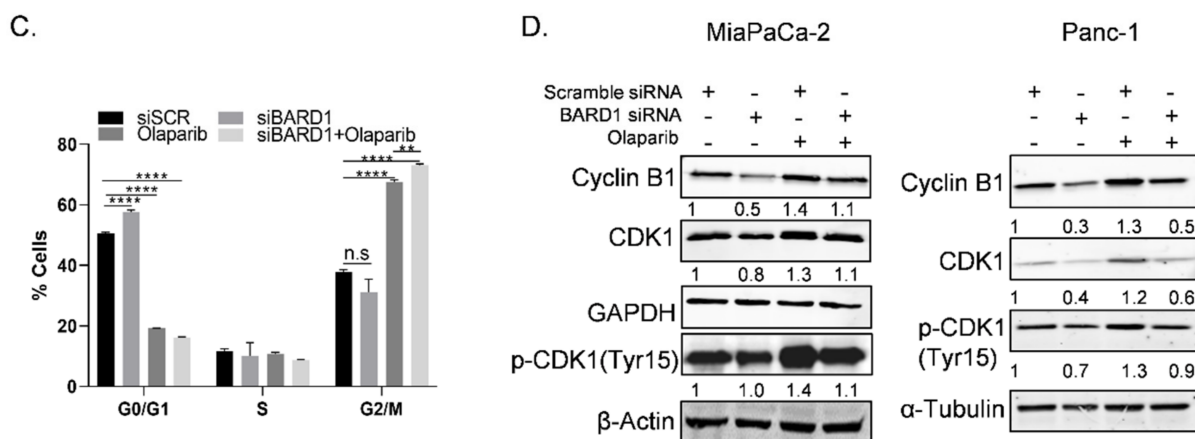 C.
siSCR siBARD1
Olaparib siBARD1+Olaparib
% Cells
80
60
40
20
0
****
****
****
n.s
****
****
**
G0/G1 S G2/M
D.
MiaPaCa-2
Scramble siRNA + - + -
BARD1 siRNA - + - +
Olaparib - - + +
Cyclin B1
1 0.5 1.4 1.1
CDK1
1 0.8 1.3 1.1
GAPDH
p-CDK1(Tyr15)
1 1.0 1.4 1.1
β-Actin
Panc-1
+ - + -
- + - +
- - + +
Cyclin B1
1 0.3 1.3 0.5
CDK1
1 0.4 1.2 0.6
p-CDK1
(Tyr15)
1 0.7 1.3 0.9
α-Tubulin